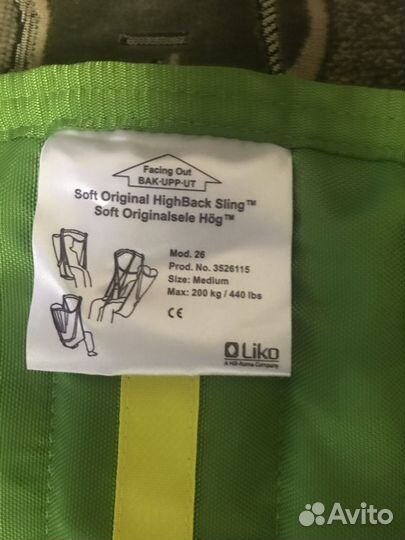 Facing Out
BAK-UPP-UT
Soft Original HighBack Sling™
Soft Originalsele Hög™
Mod. 26
Prod. No. 3526115
Size: Medium
Max: 200 kg / 440 lbs
CE
Liko
A Hill-Rom Company
Avito